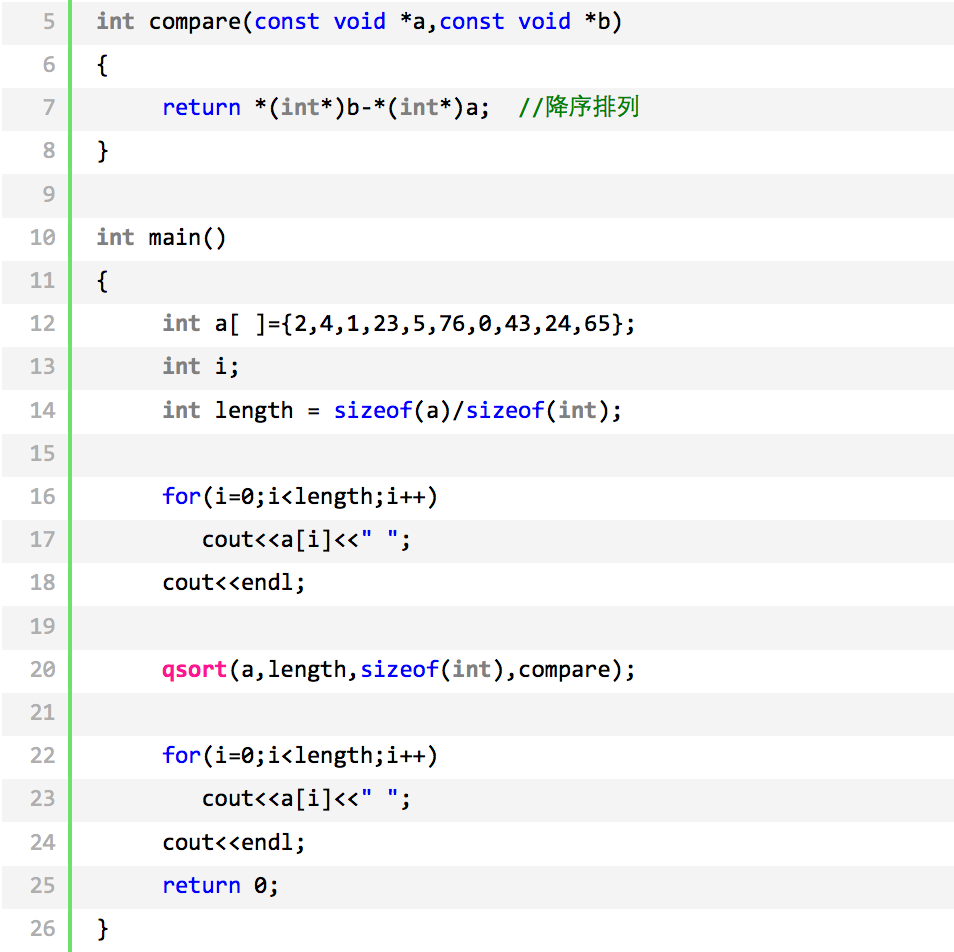 5 int compare(const void *a,const void *b)
6 {
7 return *(int*)b-*(int*)a; //降序排列
8 }
9
10 int main()
11 {
12 int a[ ]={2,4,1,23,5,76,0,43,24,65};
13 int i;
14 int length = sizeof(a)/sizeof(int);
15
16 for(i=0;i<length;i++)
17 cout<<a[i]<<" ";
18 cout<<endl;
19
20 qsort(a,length,sizeof(int),compare);
21
22 for(i=0;i<length;i++)
23 cout<<a[i]<<" ";
24 cout<<endl;
25 return 0;
26 }